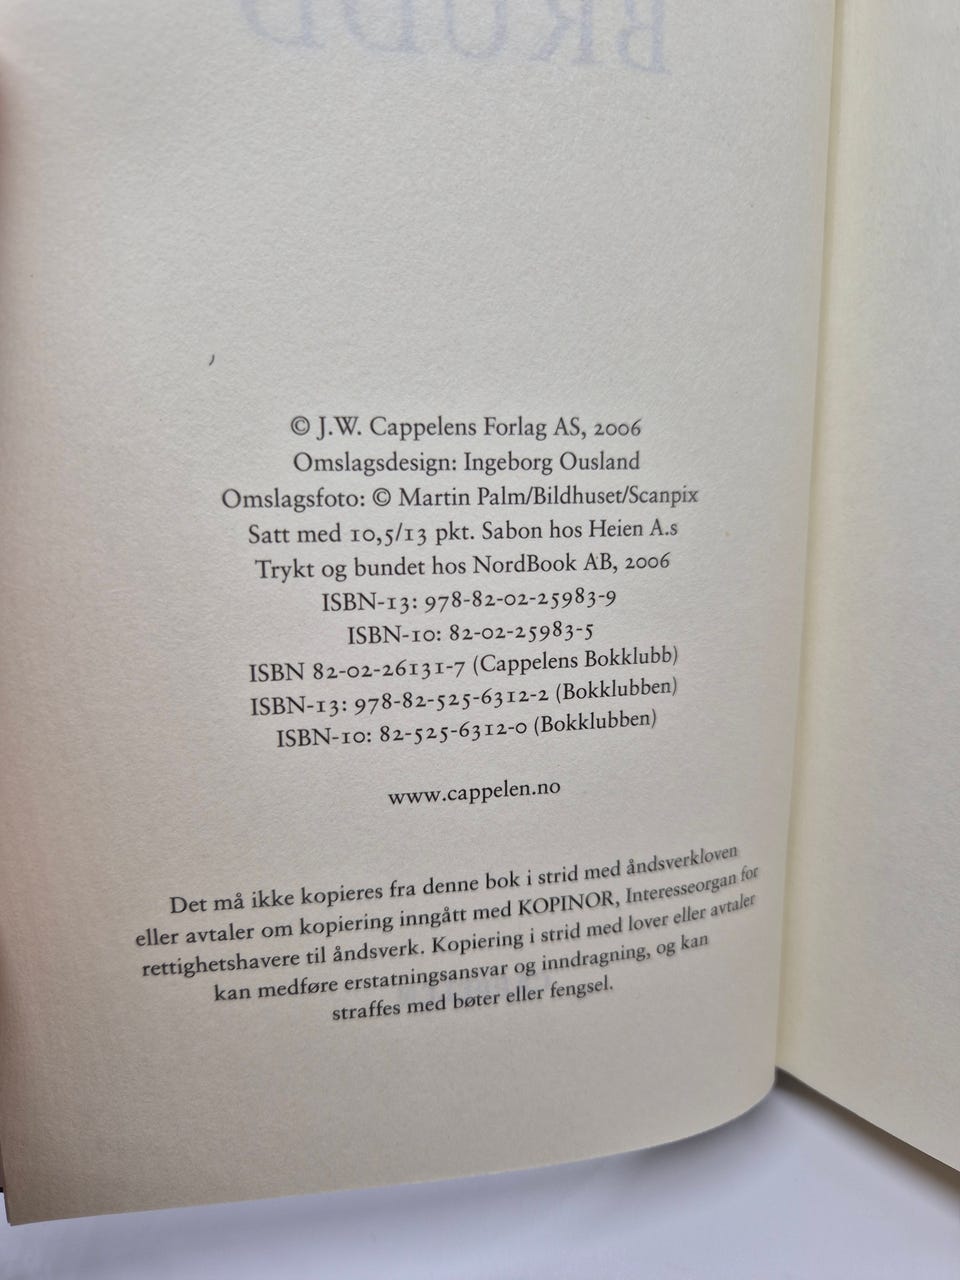 BRUDD
© J.W. Cappelens Forlag AS, 2006
Omslagsdesign: Ingeborg Ousland
Omslagsfoto: © Martin Palm/Bildhuset/Scanpix
Satt med 10,5/13 pkt. Sabon hos Heien A.s
Trykt og bundet hos NordBook AB, 2006
ISBN-13: 978-82-02-25983-9
ISBN-10: 82-02-25983-5
ISBN 82-02-26131-7 (Cappelens Bokklubb)
ISBN-13: 978-82-525-6312-2 (Bokklubben)
ISBN-10: 82-525-6312-0 (Bokklubben)
www.cappelen.no
Det må ikke kopieres fra denne bok i strid med åndsverkloven
eller avtaler om kopiering inngått med KOPINOR, Interesseorgan for
rettighetshavere til åndsverk. Kopiering i strid med lover eller avtaler
kan medføre erstatningsansvar og inndragning, og kan
straffes med bøter eller fengsel.